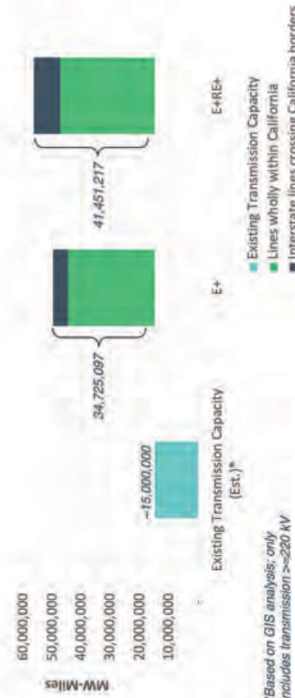 60,000,000
50,000,000
40,000,000
30,000,000
20,000,000
10,000,000
-
MW-Miles
~15,000,000
34,725,097
41,451,217
Existing Transmission Capacity
(Est.)*
E+
E+RE+
Existing Transmission Capacity
Lines wholly within California
Interstate lines crossing California borders
*Based on GIS analysis; only
includes transmission >=220 kV